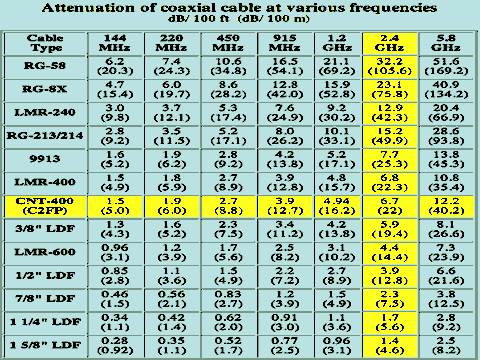 Attenuation of coaxial cable at various frequencies
dB/ 100 ft (dB/ 100 m)
Cable Type 144 MHz 220 MHz 450 MHz 915 MHz 1.2 GHz 2.4 GHz 5.8 GHz
RG-58 6.2 (20.3) 7.4 (24.3) 10.6 (34.8) 16.5 (54.1) 21.1 (69.2) 32.2 (105.6) 51.6 (169.2)
RG-8X 4.7 (15.4) 6.0 (19.7) 8.6 (28.2) 12.8 (42.0) 15.9 (52.8) 23.1 (75.8) 40.9 (134.2)
LMR-240 3.0 (9.8) 3.7 (12.1) 5.3 (17.4) 7.6 (24.9) 9.2 (30.2) 12.9 (42.3) 20.4 (66.9)
RG-213/214 2.8 (9.2) 3.5 (11.5) 5.2 (17.1) 8.0 (26.2) 10.1 (33.1) 15.2 (49.9) 28.6 (93.8)
9913 1.6 (5.2) 1.9 (6.2) 2.8 (9.2) 4.2 (13.8) 5.2 (17.1) 7.7 (25.3) 13.8 (45.3)
LMR-400 1.5 (4.9) 1.8 (5.9) 2.7 (8.9) 3.9 (12.8) 4.8 (15.7) 6.8 (22.3) 10.8 (35.4)
CNT-400 (C2FP) 1.5 (5.0) 1.9 (6.0) 2.7 (8.8) 3.9 (12.7) 4.94 (16.2) 6.7 (22) 12.2 (40.2)
3/8" LDF 1.3 (4.3) 1.6 (5.2) 2.3 (7.5) 3.4 (11.2) 4.2 (13.8) 5.9 (19.4) 8.1 (26.6)
LMR-600 0.96 (3.1) 1.2 (3.9) 1.7 (5.6) 2.5 (8.2) 3.1 (10.2) 4.4 (14.4) 7.3 (23.9)
1/2" LDF 0.85 (2.8) 1.1 (3.6) 1.5 (4.9) 2.2 (7.2) 2.7 (8.9) 3.9 (12.8) 6.6 (21.6)
7/8" LDF 0.46 (1.5) 0.56 (2.1) 0.83 (2.7) 1.2 (3.9) 1.5 (4.9) 2.3 (7.5) 3.8 (12.5)
1 1/4" LDF 0.34 (1.1) 0.42 (1.4) 0.62 (2.0) 0.91 (3.0) 1.1 (3.6) 1.7 (5.6) 2.8 (9.2)
1 5/8" LDF 0.28 (0.92) 0.35 (1.1) 0.52 (1.7) 0.77 (2.5) 0.96 (3.1) 1.4 (4.6) 2.5 (8.2)